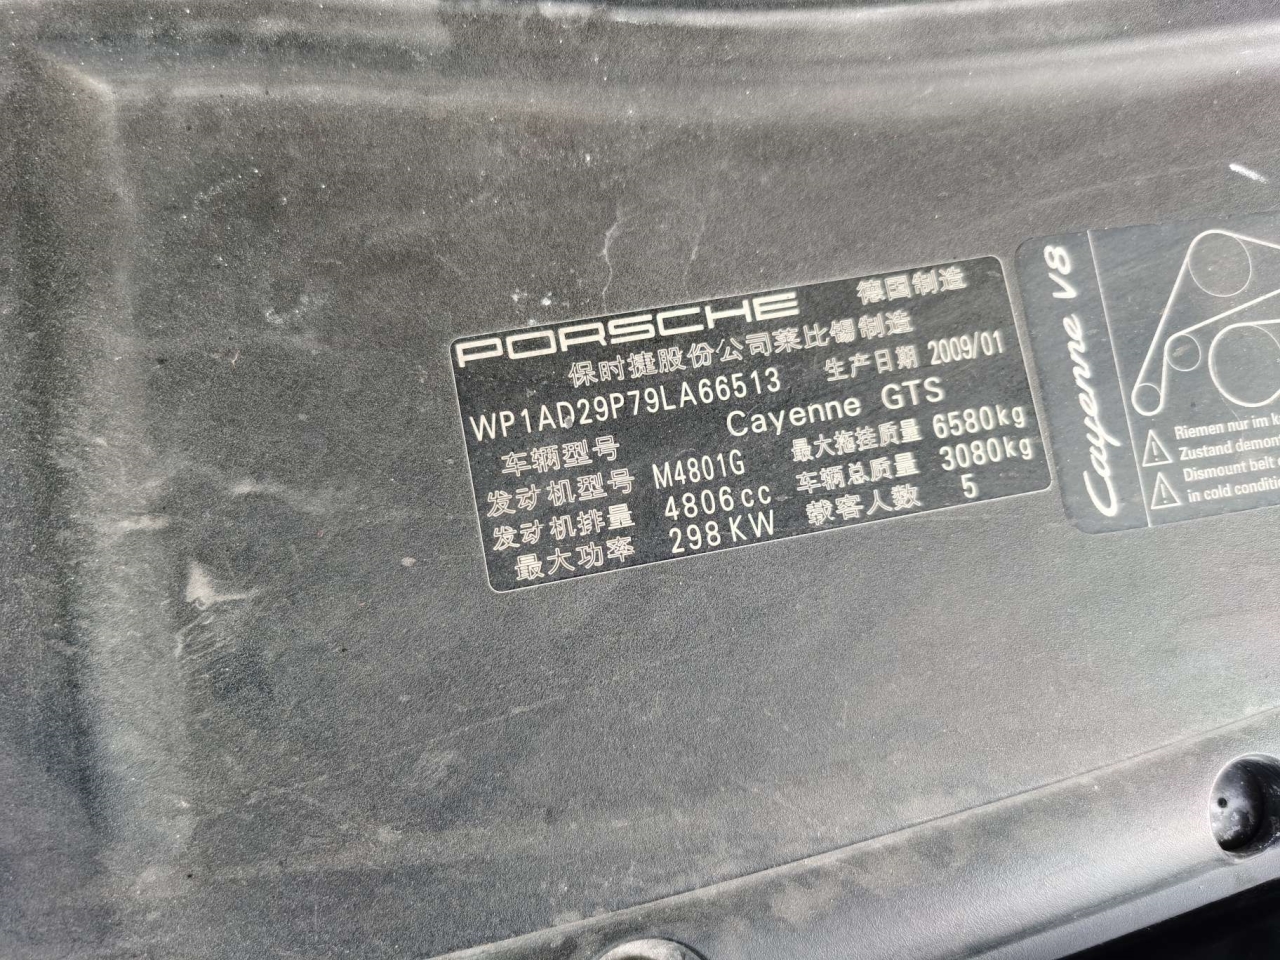 PORSCHE 德国制造
保时捷股份公司莱比锡制造
WP1AD29P79LA66513 生产日期 2009/01
车辆型号 Cayenne GTS
发动机型号 M4801G 最大拖挂质量 6580kg
发动机排量 4806cc 车辆总质量 3080kg
最大功率 298KW 载客人数 5
Cayenne V8
Riemen nur im k
Zustand demon
Dismount belt
in cold conditi